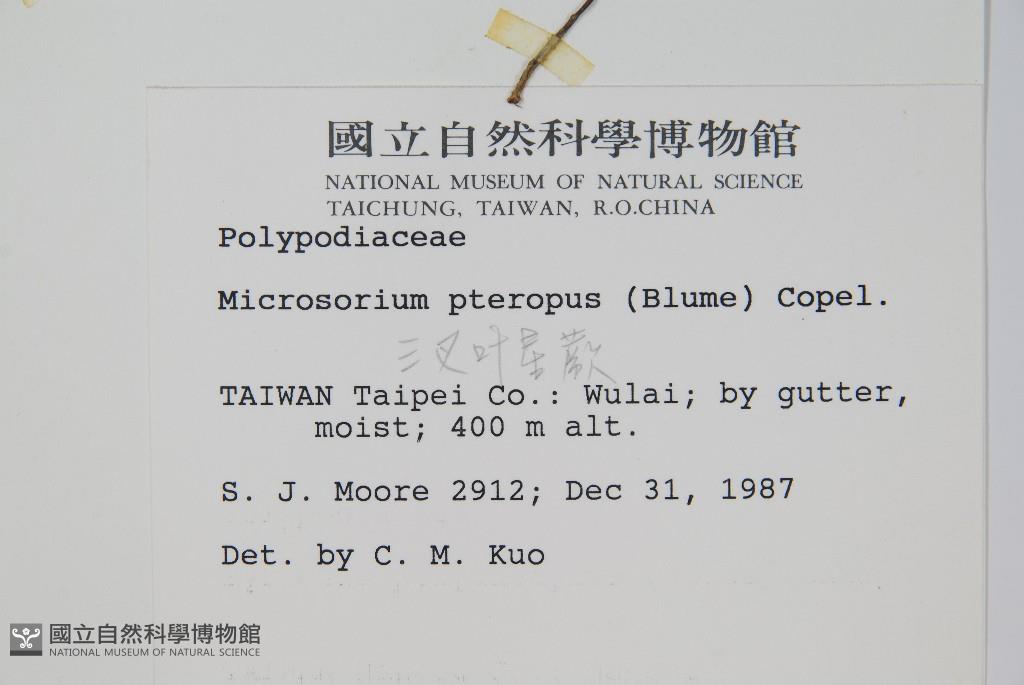 國立自然科學博物館
NATIONAL MUSEUM OF NATURAL SCIENCE
TAICHUNG, TAIWAN, R.O.CHINA
Polypodiaceae
Microsorium pteropus (Blume) Copel.
三叉叶星蕨
TAIWAN Taipei Co.: Wulai; by gutter,
moist; 400 m alt.
S. J. Moore 2912; Dec 31, 1987
Det. by C. M. Kuo
國立自然科學博物館
NATIONAL MUSEUM OF NATURAL SCIENCE